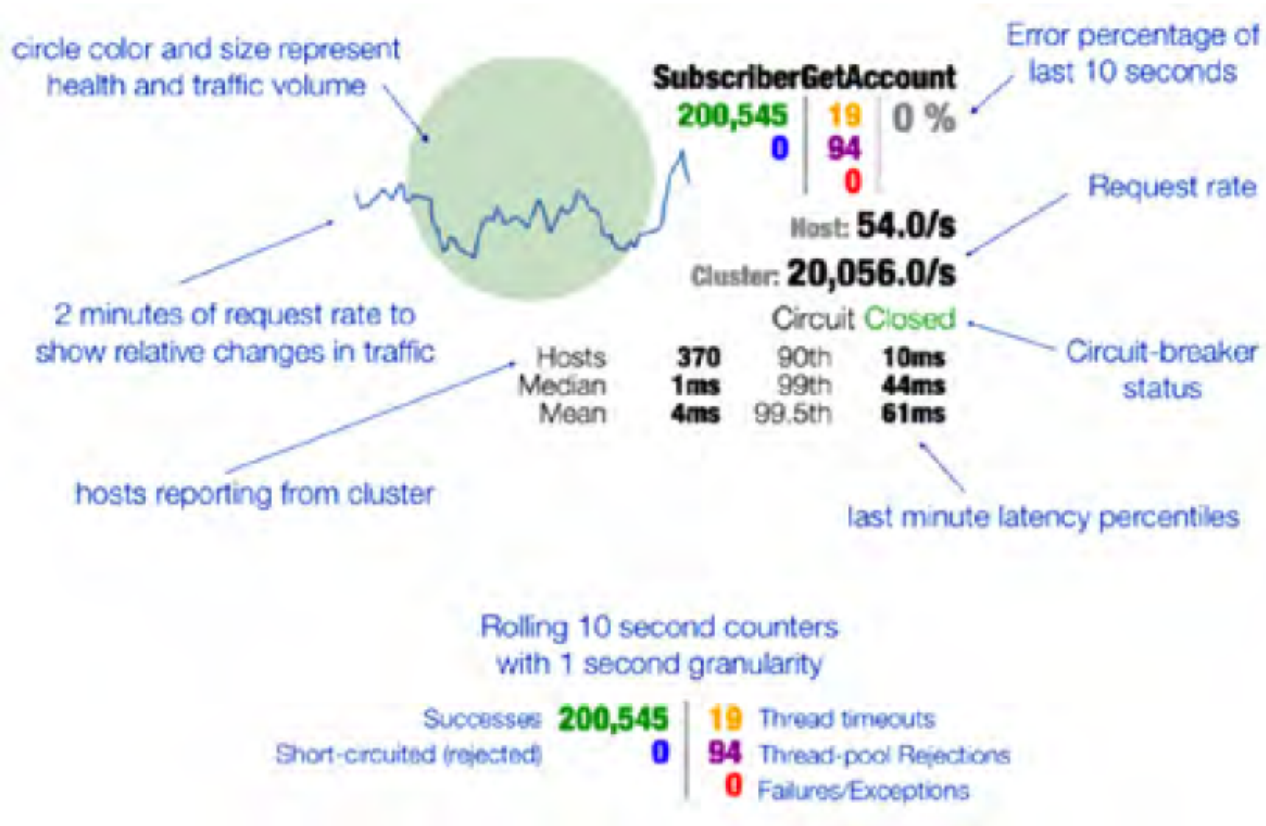 circle color and size represent
health and traffic volume
Error percentage of
last 10 seconds
SubscriberGetAccount
200,545 19 0 %
0 94
0
Request rate
Host: 54.0/s
Cluster: 20,056.0/s
2 minutes of request rate to
show relative changes in traffic
Circuit Closed
Circuit-breaker
status
Hosts 370 90th 10ms
Median 1ms 99th 44ms
Mean 4ms 99.5th 61ms
hosts reporting from cluster
last minute latency percentiles
Rolling 10 second counters
with 1 second granularity
Successes 200,545 19 Thread timeouts
Short-circuited (rejected) 0 94 Thread-pool Rejections
0 Failures/Exceptions